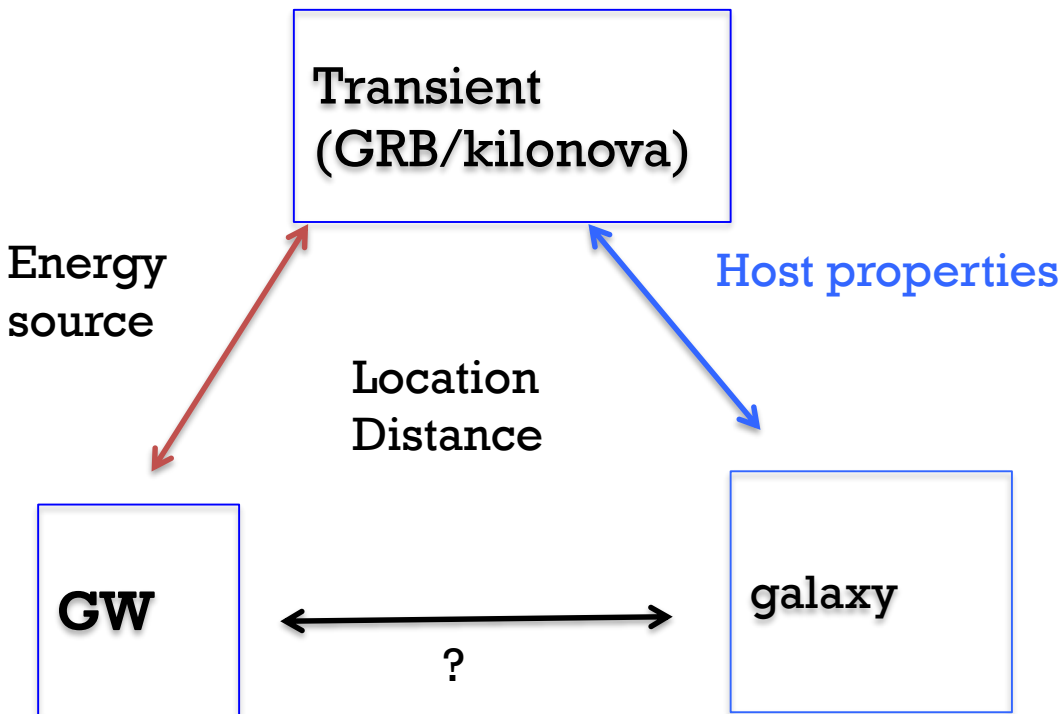 Transient
(GRB/kilonova)
Energy
source
Host properties
Location
Distance
GW
galaxy
?